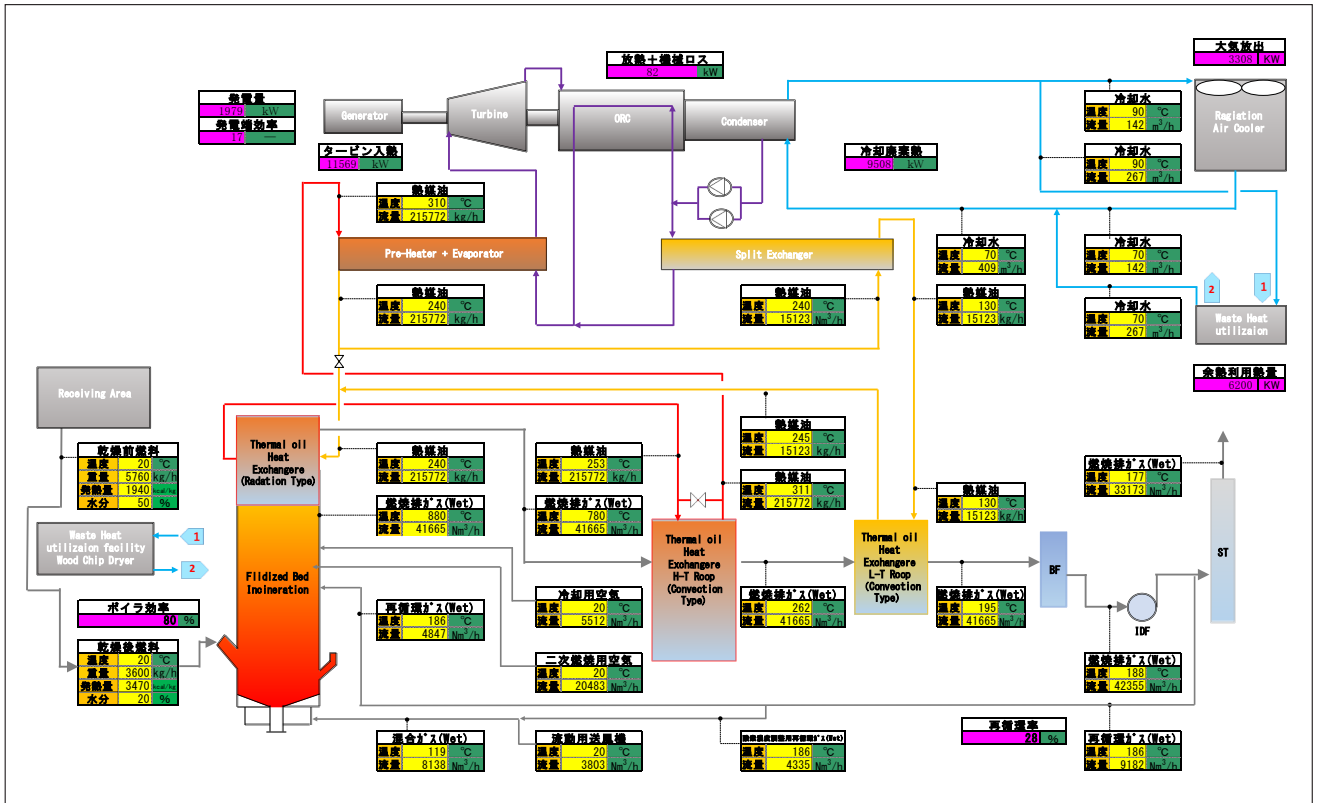 放熱＋機械ロス
82 kW
大気放出
3308 KW
発電量
1979 kW
発電端効率
17 ―
Generator
Turbine
ORC
Condenser
タービン入熱
11569 kW
冷却廃棄熱
9508 kW
冷却水
温度 90 ℃
流量 142 m³/h
Ragiation
Air Cooler
冷却水
温度 90 ℃
流量 267 m³/h
熱媒油
温度 310 ℃
流量 215772 kg/h
Pre-Heater + Evaporator
Split Exchanger
冷却水
温度 70 ℃
流量 409 m³/h
冷却水
温度 70 ℃
流量 142 m³/h
熱媒油
温度 240 ℃
流量 215772 kg/h
熱媒油
温度 240 ℃
流量 15123 Nm³/h
熱媒油
温度 130 ℃
流量 15123 kg/h
冷却水
温度 70 ℃
流量 267 m³/h
2
1
Waste Heat
utilizaion
余熱利用熱量
6200 KW
Receiving Area
乾燥前燃料
温度 20 ℃
重量 5760 kg/h
発熱量 1940 kcal/kg
水分 50 %
Thermal oil
Heat
Exchangere
(Radation Type)
熱媒油
温度 240 ℃
流量 215772 kg/h
熱媒油
温度 253 ℃
流量 215772 kg/h
熱媒油
温度 245 ℃
流量 15123 kg/h
熱媒油
温度 311 ℃
流量 215772 kg/h
熱媒油
温度 130 ℃
流量 15123 kg/h
燃焼排ｶﾞｽ(Wet)
温度 177 ℃
流量 33173 Nm³/h
燃焼排ｶﾞｽ(Wet)
温度 880 ℃
流量 41665 Nm³/h
燃焼排ｶﾞｽ(Wet)
温度 780 ℃
流量 41665 Nm³/h
Waste Heat
utilizaion facility
Wood Chip Dryer
1
2
Flidized Bed
Incineration
Thermal oil
Heat
Exchangere
H-T Roop
(Convection
Type)
Thermal oil
Heat
Exchangere
L-T Roop
(Convection
Type)
BF
IDF
ST
ボイラ効率
80 %
乾燥後燃料
温度 20 ℃
重量 3600 kg/h
発熱量 3470 kcal/kg
水分 20 %
再循環ｶﾞｽ(Wet)
温度 186 ℃
流量 4847 Nm³/h
冷却用空気
温度 20 ℃
流量 5512 Nm³/h
燃焼排ｶﾞｽ(Wet)
温度 262 ℃
流量 41665 Nm³/h
燃焼排ｶﾞｽ(Wet)
温度 195 ℃
流量 41665 Nm³/h
二次燃焼用空気
温度 20 ℃
流量 20483 Nm³/h
燃焼排ｶﾞｽ(Wet)
温度 188 ℃
流量 42355 Nm³/h
混合ｶﾞｽ(Wet)
温度 119 ℃
流量 8138 Nm³/h
流動用送風機
温度 20 ℃
流量 3803 Nm³/h
温度 186 ℃
流量 4335 Nm³/h
再循環率
28 %
再循環ｶﾞｽ(Wet)
温度 186 ℃
流量 9182 Nm³/h